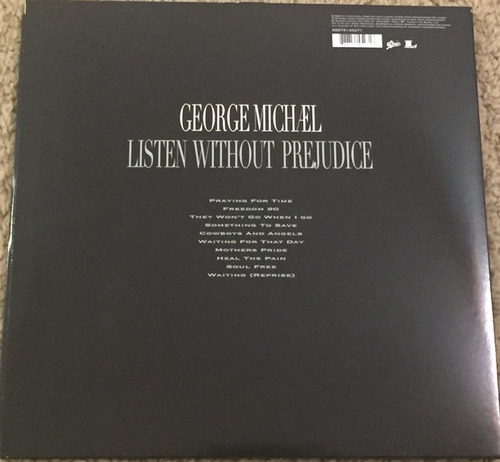 GEORGE MICHÆL
LISTEN WITHOUT PREJUDICE
PRAYING FOR TIME
FREEDOM 90
THEY WON'T GO WHEN I GO
SOMETHING TO SAVE
COWBOYS AND ANGELS
WAITING FOR THAT DAY
MOTHERS PRIDE
HEAL THE PAIN
SOUL FREE
WAITING (REPRISE)